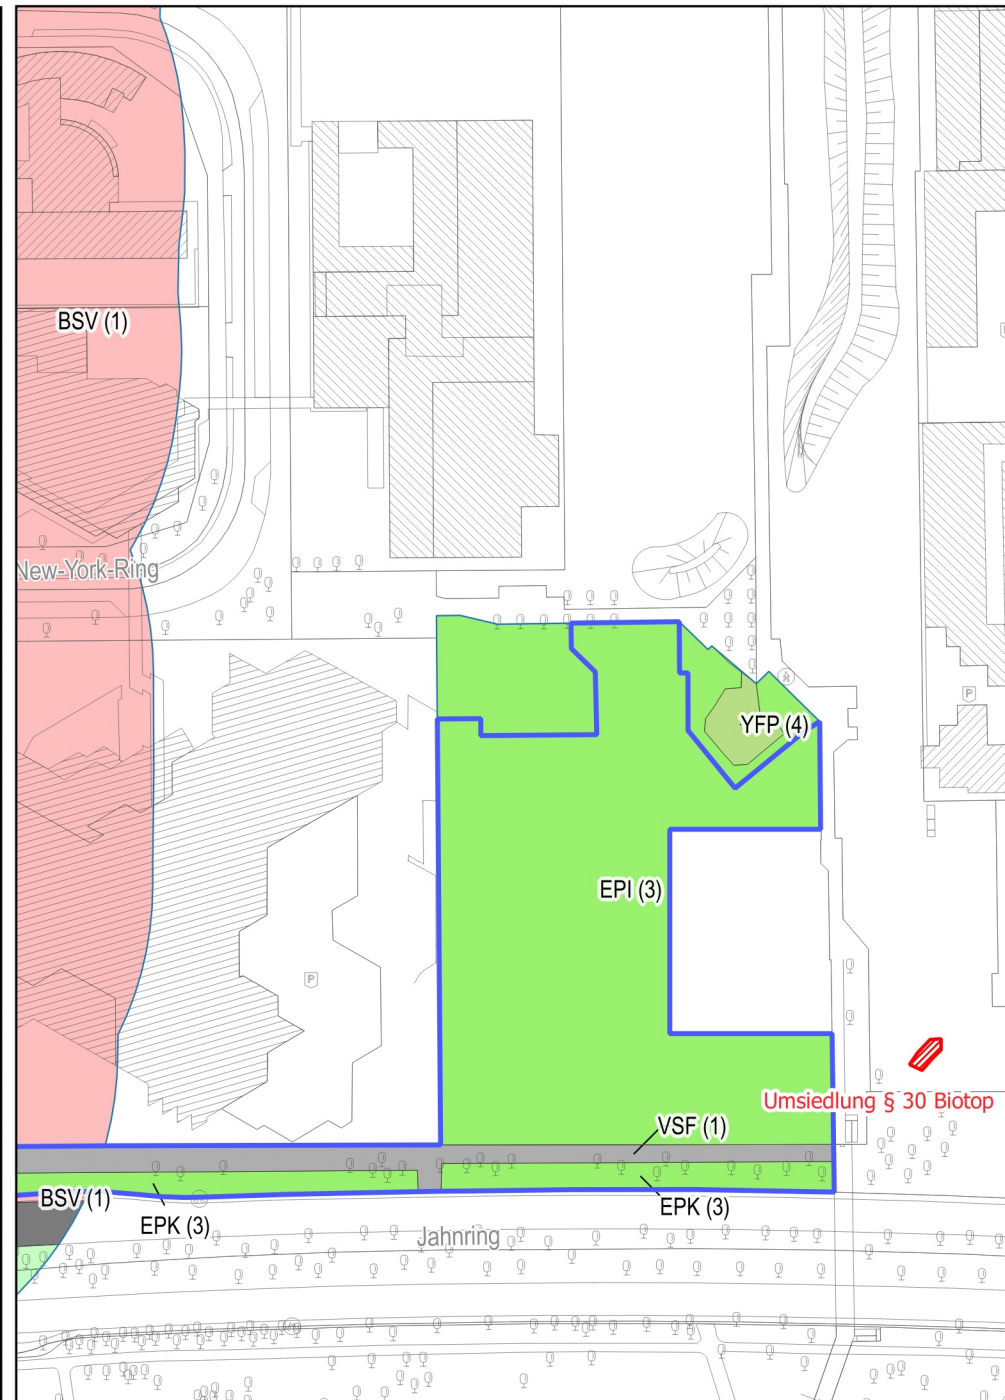 BSV (1)
New-York-Ring
P
YFP (4)
EPI (3)
P
Umsiedlung § 30 Biotop
VSF (1)
BSV (1)
EPK (3)
EPK (3)
Jahnring